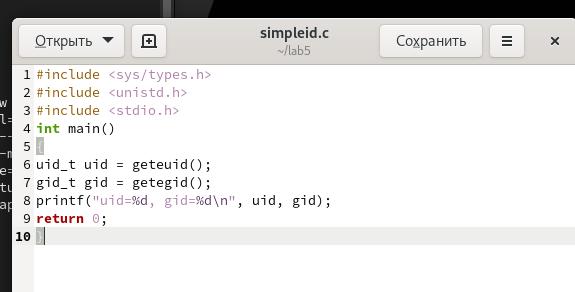 Открыть
simpleid.c
~/lab5
Сохранить
1 #include <sys/types.h>
2 #include <unistd.h>
3 #include <stdio.h>
4 int main()
5 {
6 uid_t uid = geteuid();
7 gid_t gid = getegid();
8 printf("uid=%d, gid=%d\n", uid, gid);
9 return 0;
10 }